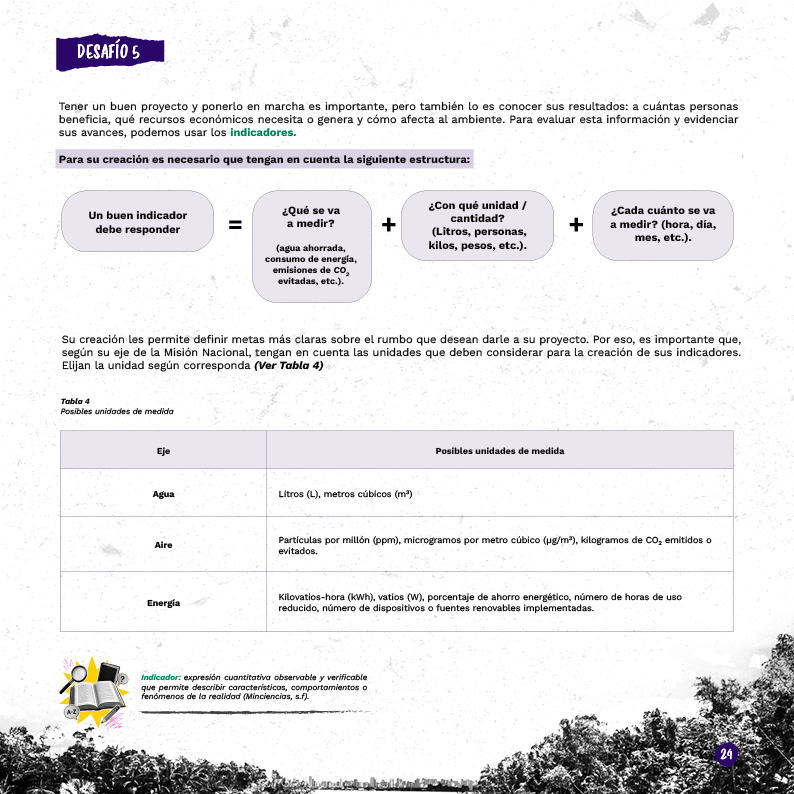 DESAFÍO 5
Tener un buen proyecto y ponerlo en marcha es importante, pero también lo es conocer sus resultados: a cuántas personas
beneficia, qué recursos económicos necesita o genera y cómo afecta al ambiente. Para evaluar esta información y evidenciar
sus avances, podemos usar los indicadores.
Para su creación es necesario que tengan en cuenta la siguiente estructura:
Un buen indicador
debe responder
=
¿Qué se va
a medir?
(agua ahorrada,
consumo de energía,
emisiones de CO₂
evitadas, etc.).
+
¿Con qué unidad /
cantidad?
(Litros, personas,
kilos, pesos, etc.).
+
¿Cada cuánto se va
a medir? (hora, día,
mes, etc.).
Su creación les permite definir metas más claras sobre el rumbo que desean darle a su proyecto. Por eso, es importante que,
según su eje de la Misión Nacional, tengan en cuenta las unidades que deben considerar para la creación de sus indicadores.
Elijan la unidad según corresponda (Ver Tabla 4)
Tabla 4
Posibles unidades de medida
Eje Posibles unidades de medida
Agua Litros (L), metros cúbicos (m³)
Aire Partículas por millón (ppm), microgramos por metro cúbico (µg/m³), kilogramos de CO₂ emitidos o
evitados.
Energía Kilovatios-hora (kWh), vatios (W), porcentaje de ahorro energético, número de horas de uso
reducido, número de dispositivos o fuentes renovables implementadas.
?
A-Z
Indicador: expresión cuantitativa observable y verificable
que permite describir características, comportamientos o
fenómenos de la realidad (Minciencias, s.f).
24